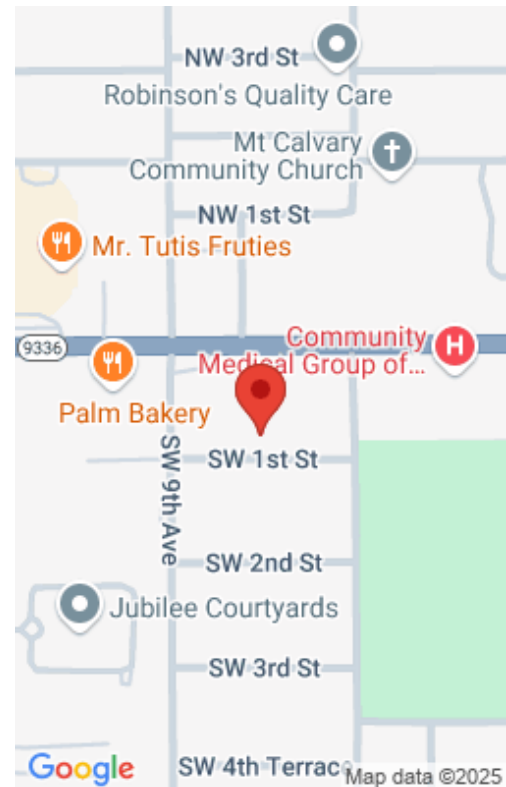 NW 3rd St
Robinson's Quality Care
Mt Calvary
Community Church
NW 1st St
Mr. Tutis Fruties
9336
Community
Medical Group of...
Palm Bakery
SW 1st St
SW 9th Ave
SW 2nd St
Jubilee Courtyards
SW 3rd St
SW 4th Terrac
Google
Map data ©2025